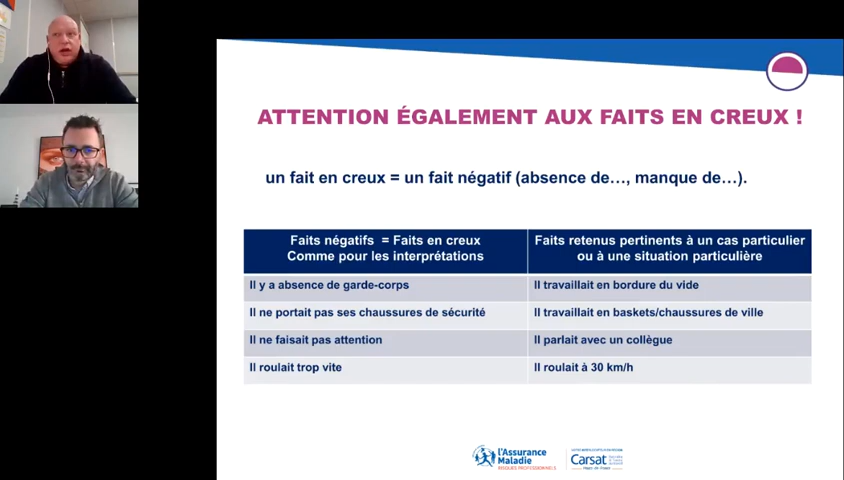 ATTENTION ÉGALEMENT AUX FAITS EN CREUX !
un fait en creux = un fait négatif (absence de…, manque de…).
Faits négatifs = Faits en creux
Comme pour les interprétations
Faits retenus pertinents à un cas particulier
ou à une situation particulière
Il y a absence de garde-corps
Il travaillait en bordure du vide
Il ne portait pas ses chaussures de sécurité
Il travaillait en baskets/chaussures de ville
Il ne faisait pas attention
Il parlait avec un collègue
Il roulait trop vite
Il roulait à 30 km/h
l'Assurance
Maladie
RISQUES PROFESSIONNELS
Carsat